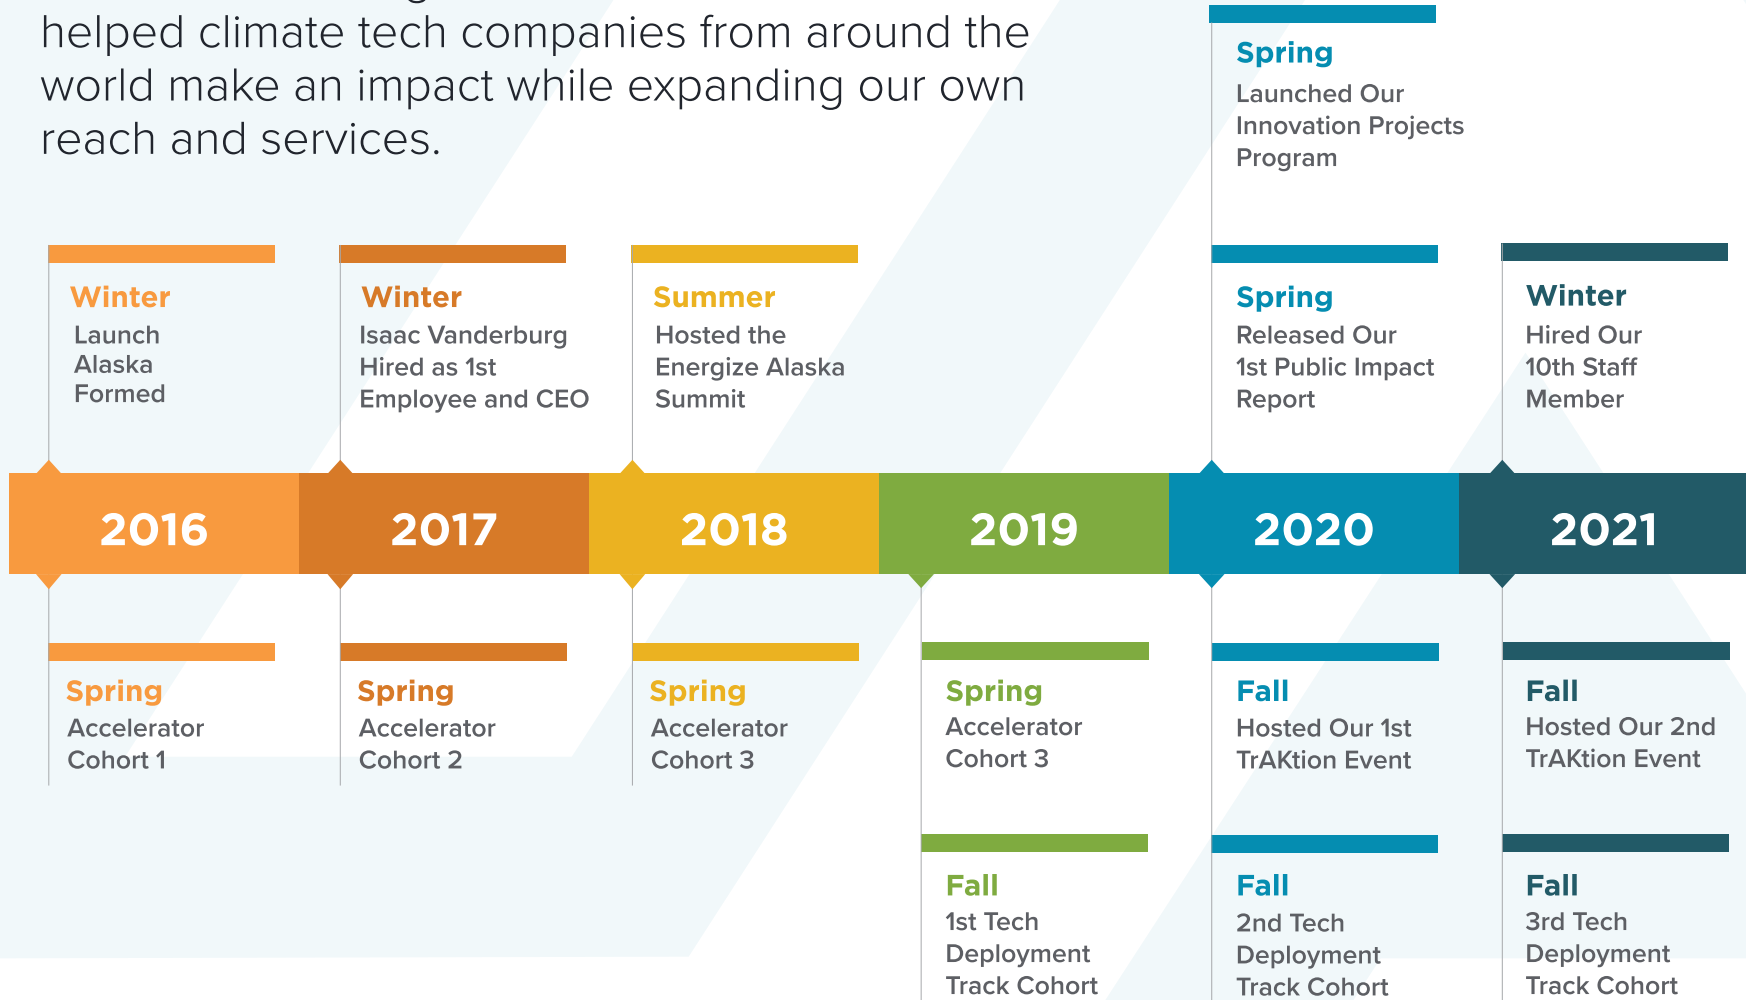 helped climate tech companies from around the
world make an impact while expanding our own
reach and services.
Spring
Launched Our
Innovation Projects
Program
Winter
Launch
Alaska
Formed
Winter
Isaac Vanderburg
Hired as 1st
Employee and CEO
Summer
Hosted the
Energize Alaska
Summit
Spring
Released Our
1st Public Impact
Report
Winter
Hired Our
10th Staff
Member
2016
2017
2018
2019
2020
2021
Spring
Accelerator
Cohort 1
Spring
Accelerator
Cohort 2
Spring
Accelerator
Cohort 3
Spring
Accelerator
Cohort 3
Fall
Hosted Our 1st
TrAKtion Event
Fall
Hosted Our 2nd
TrAKtion Event
Fall
1st Tech
Deployment
Track Cohort
Fall
2nd Tech
Deployment
Track Cohort
Fall
3rd Tech
Deployment
Track Cohort